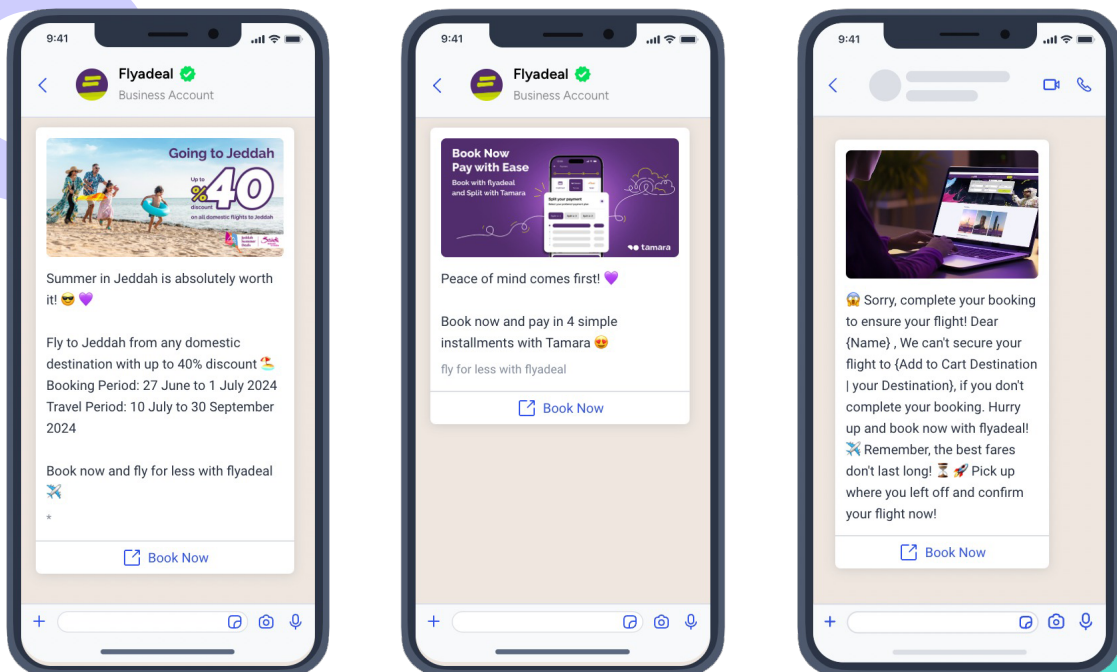 9:41
Flyadeal
Business Account
Going to Jeddah
Up to
%40
discount
on all domestic flights to Jeddah
Summer in Jeddah is absolutely worth
it! 😎 💜
Fly to Jeddah from any domestic
destination with up to 40% discount 🏖️
Booking Period: 27 June to 1 July 2024
Travel Period: 10 July to 30 September
2024
Book now and fly for less with flyadeal
✈️
*
Book Now
9:41
Flyadeal
Business Account
Book Now
Pay with Ease
Book with flyadeal
and Split with Tamara
Split your payment
tamara
Peace of mind comes first! 💜
Book now and pay in 4 simple
installments with Tamara 😍
fly for less with flyadeal
Book Now
9:41
😱 Sorry, complete your booking
to ensure your flight! Dear
{Name} , We can't secure your
flight to {Add to Cart Destination
| your Destination}, if you don't
complete your booking. Hurry
up and book now with flyadeal!
✈️ Remember, the best fares
don't last long! ⏳ 🚀 Pick up
where you left off and confirm
your flight now!
Book Now